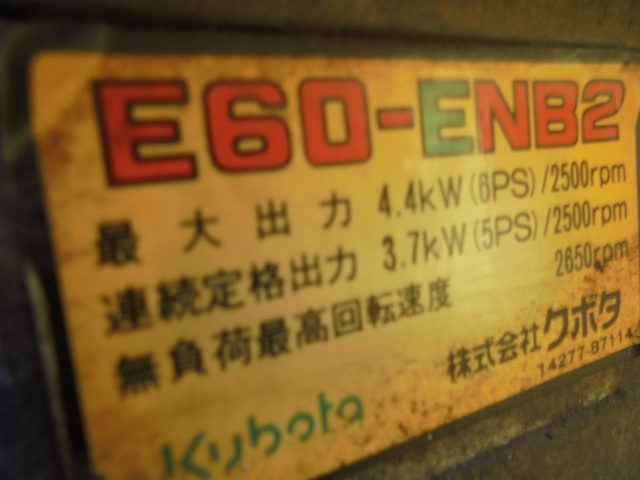 E60-ENB2
最大出力 4.4kW(6PS)/2500rpm
連続定格出力 3.7kW(5PS)/2500rpm
無負荷最高回転速度 2650rpm
株式会社クボタ
14277-87114
Kubota